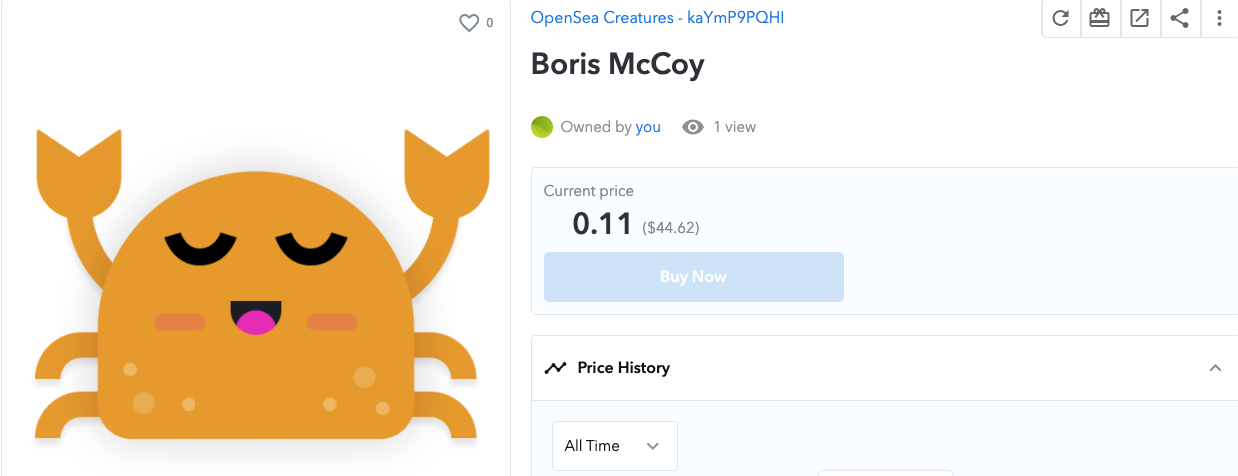 0
OpenSea Creatures - kaYmP9PQHI
Boris McCoy
Owned by you 1 view
Current price
0.11 ($44.62)
Buy Now
Price History
All Time